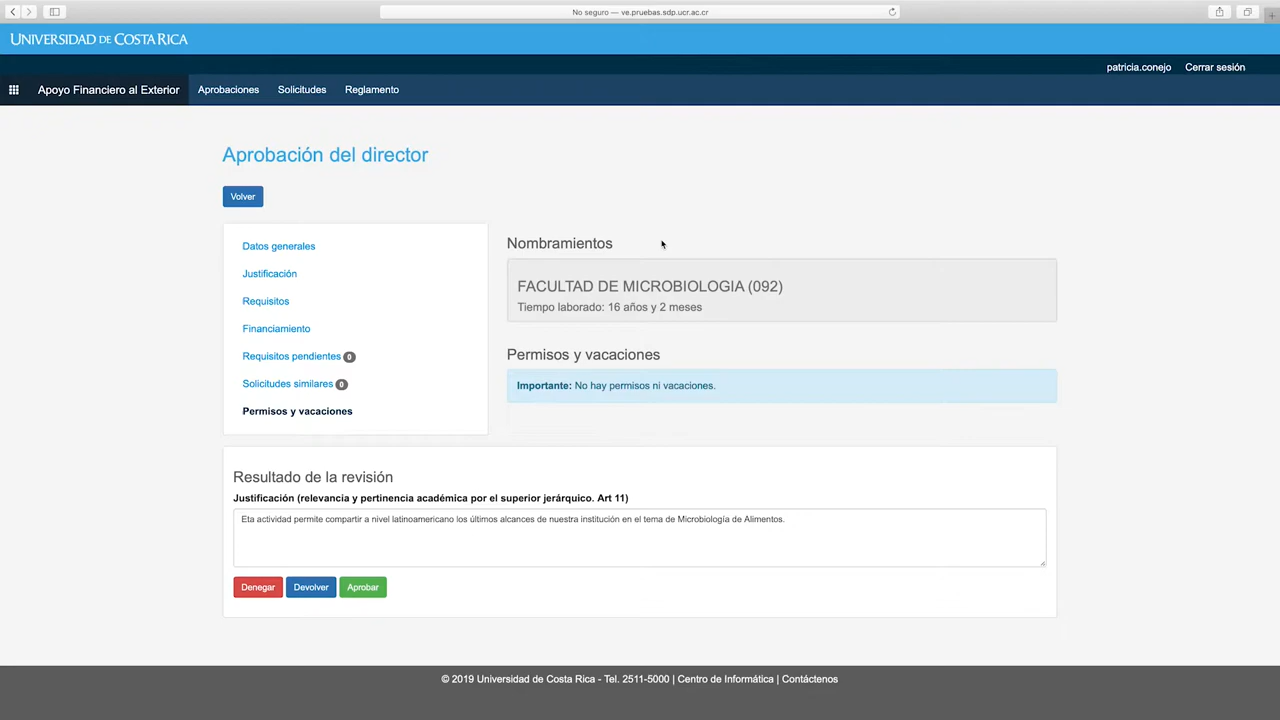 No seguro — ve.pruebas.sdp.ucr.ac.cr
UNIVERSIDAD DE COSTA RICA
patricia.conejo Cerrar sesión
Apoyo Financiero al Exterior Aprobaciones Solicitudes Reglamento
Aprobación del director
Volver
Datos generales
Justificación
Requisitos
Financiamiento
Requisitos pendientes 0
Solicitudes similares 0
Permisos y vacaciones
Nombramientos
FACULTAD DE MICROBIOLOGIA (092)
Tiempo laborado: 16 años y 2 meses
Permisos y vacaciones
Importante: No hay permisos ni vacaciones.
Resultado de la revisión
Justificación (relevancia y pertinencia académica por el superior jerárquico. Art 11)
Eta actividad permite compartir a nivel latinoamericano los últimos alcances de nuestra institución en el tema de Microbiología de Alimentos.
Denegar Devolver Aprobar
© 2019 Universidad de Costa Rica - Tel. 2511-5000 | Centro de Informática | Contáctenos